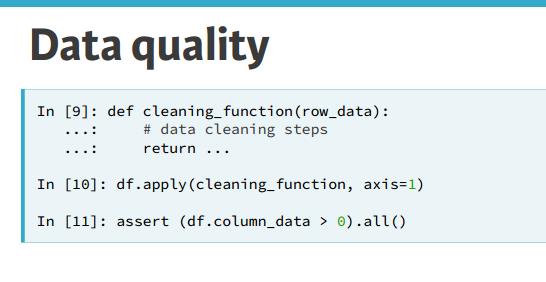 Data quality
In [9]: def cleaning_function(row_data):
   ...:     # data cleaning steps
   ...:     return ...
In [10]: df.apply(cleaning_function, axis=1)
In [11]: assert (df.column_data > 0).all()